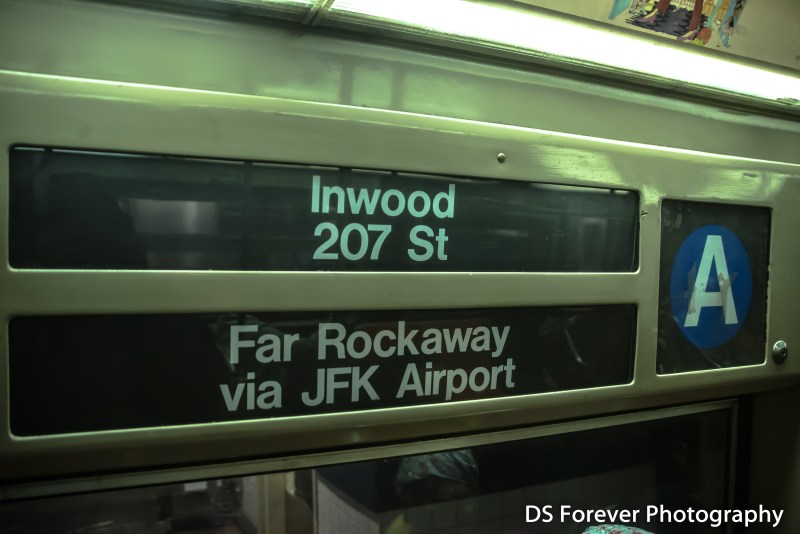 Inwood
207 St
A
Far Rockaway
via JFK Airport
DS Forever Photography